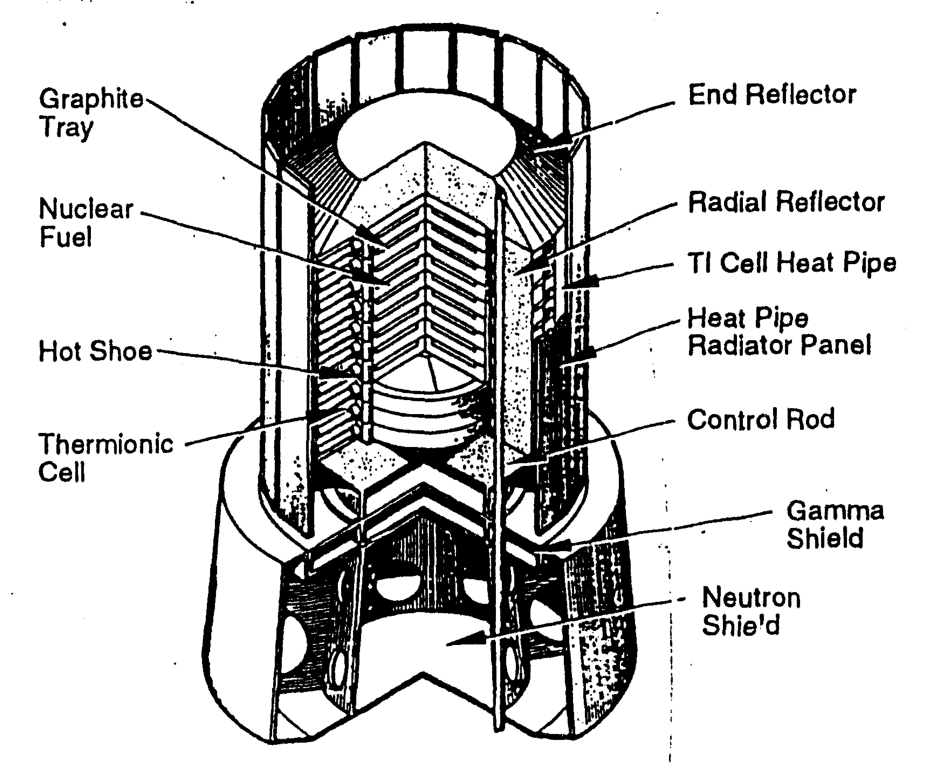 Graphite
Tray
Nuclear
Fuel
Hot Shoe
Thermionic
Cell
End Reflector
Radial Reflector
TI Cell Heat Pipe
Heat Pipe
Radiator Panel
Control Rod
Gamma
Shield
Neutron
Shie'd